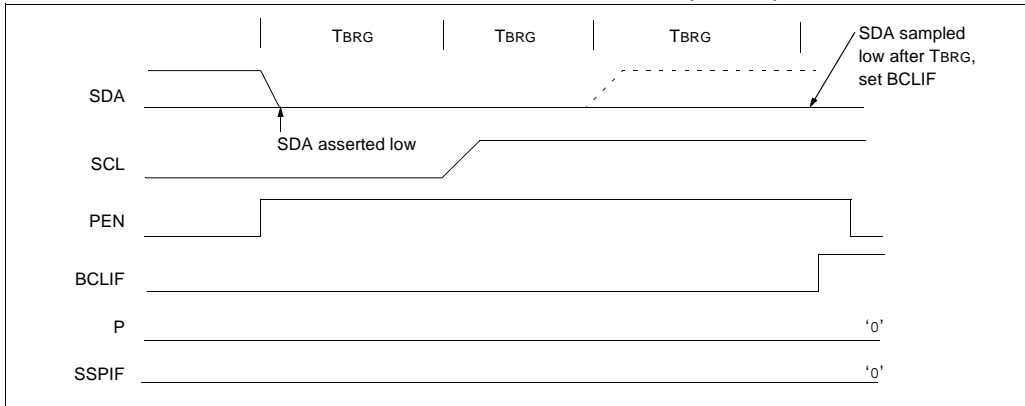 TBRG TBRG TBRG
SDA sampled
low after TBRG,
set BCLIF
SDA
SDA asserted low
SCL
PEN
BCLIF
P
‘0’
SSPIF
‘0’